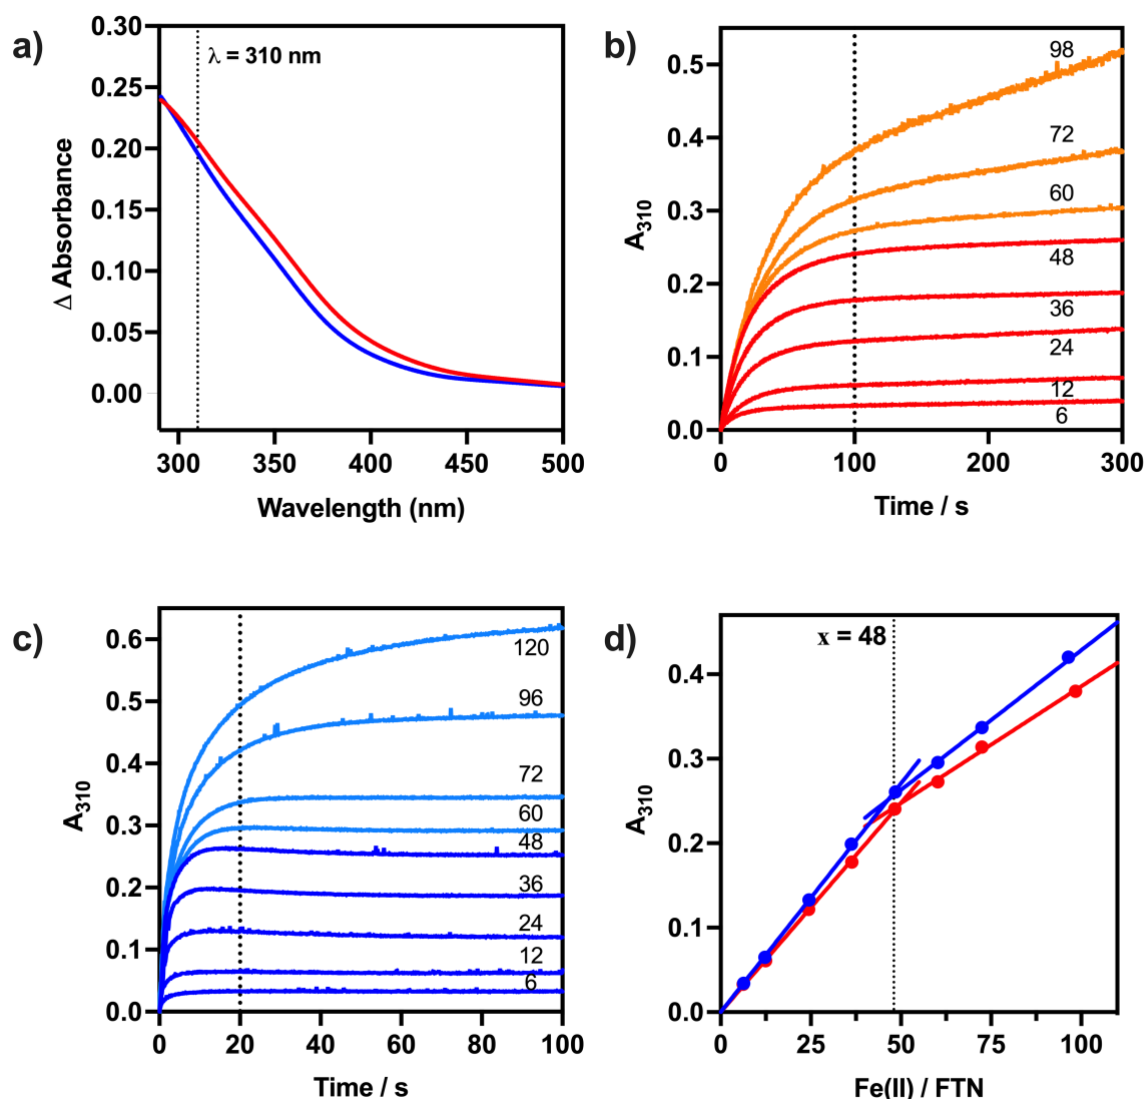 a)
λ = 310 nm
Δ Absorbance
0.30
0.25
0.20
0.15
0.10
0.05
0.00
300 350 400 450 500
Wavelength (nm)
b)
A310
0.5
0.4
0.3
0.2
0.1
0.0
98
72
60
48
36
24
12
6
0 100 200 300
Time / s
c)
A310
0.6
0.5
0.4
0.3
0.2
0.1
0.0
120
96
72
60
48
36
24
12
6
0 20 40 60 80 100
Time / s
d)
x = 48
A310
0.4
0.3
0.2
0.1
0.0
0 25 50 75 100
Fe(II) / FTN